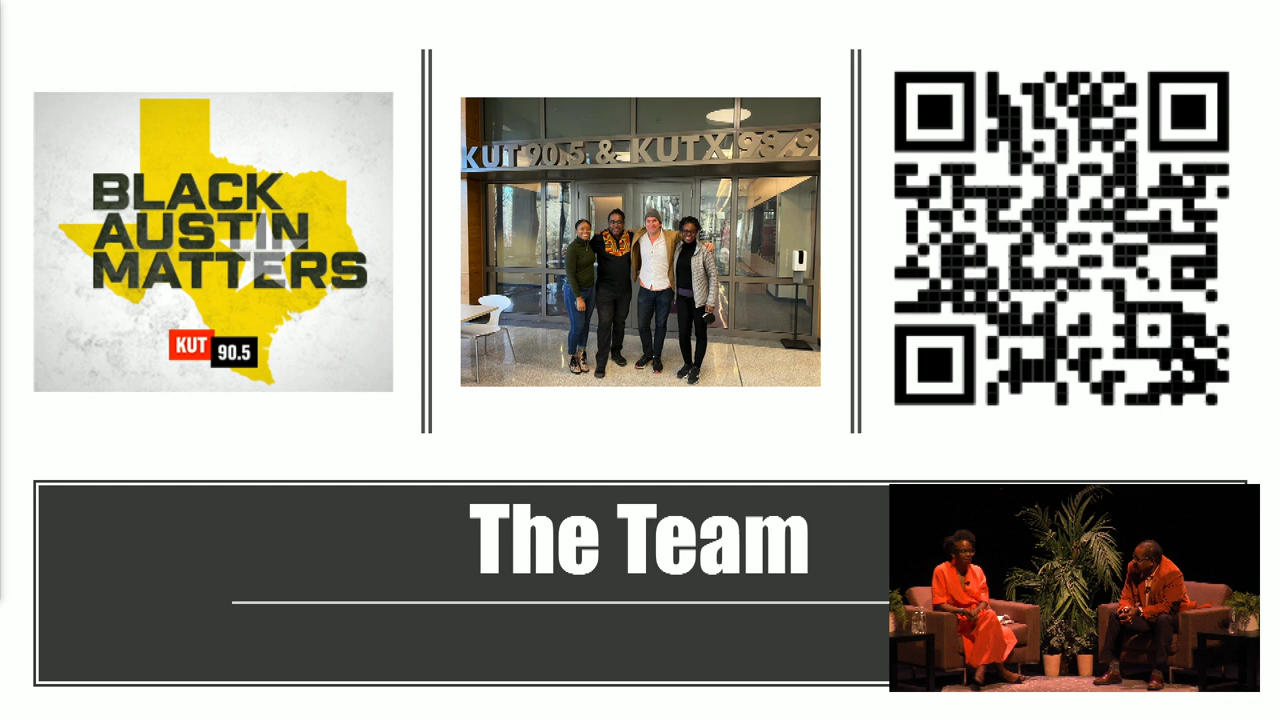 BLACK
AUSTIN
MATTERS
KUT 90.5
KUT 90.5 & KUTX 98.9
The Team